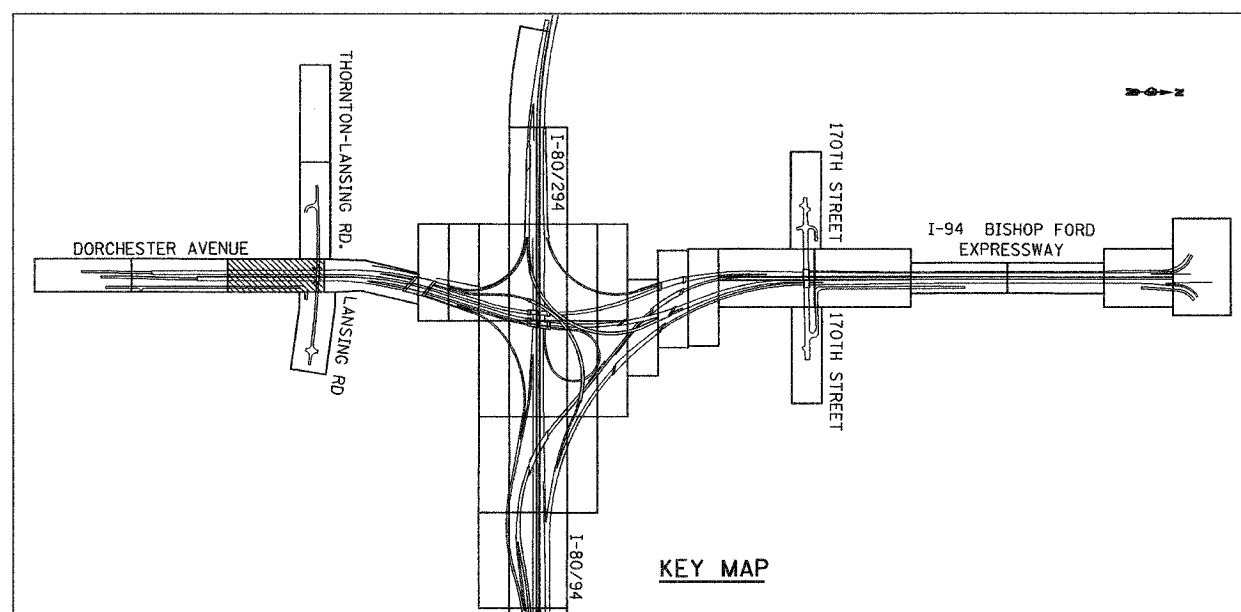 THORNTON-LANSING RD.
I-80/294
170TH STREET
N
DORCHESTER AVENUE
I-94 BISHOP FORD
EXPRESSWAY
LANSING RD
170TH STREET
I-80/94
KEY MAP